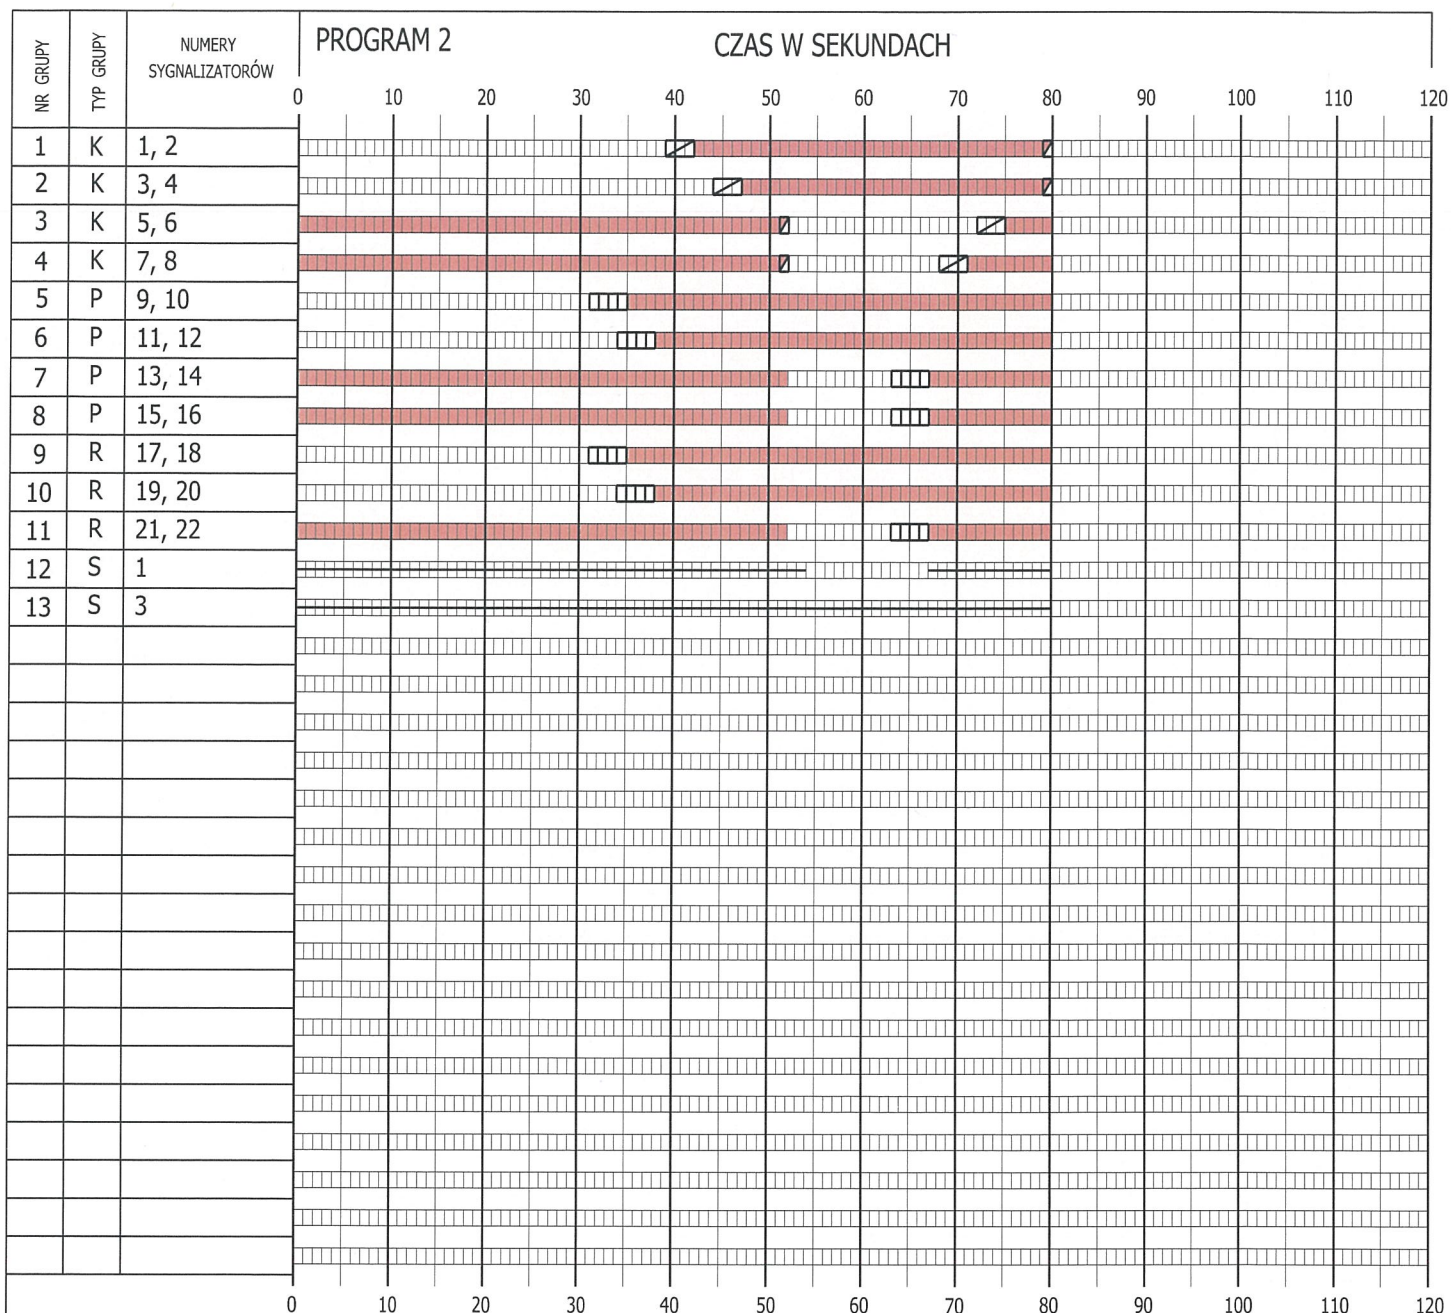 NR GRUPY
TYP GRUPY
NUMERY
SYGNALIZATORÓW
PROGRAM 2
CZAS W SEKUNDACH
0 10 20 30 40 50 60 70 80 90 100 110 120
1 K 1, 2
2 K 3, 4
3 K 5, 6
4 K 7, 8
5 P 9, 10
6 P 11, 12
7 P 13, 14
8 P 15, 16
9 R 17, 18
10 R 19, 20
11 R 21, 22
12 S 1
13 S 3
0 10 20 30 40 50 60 70 80 90 100 110 120